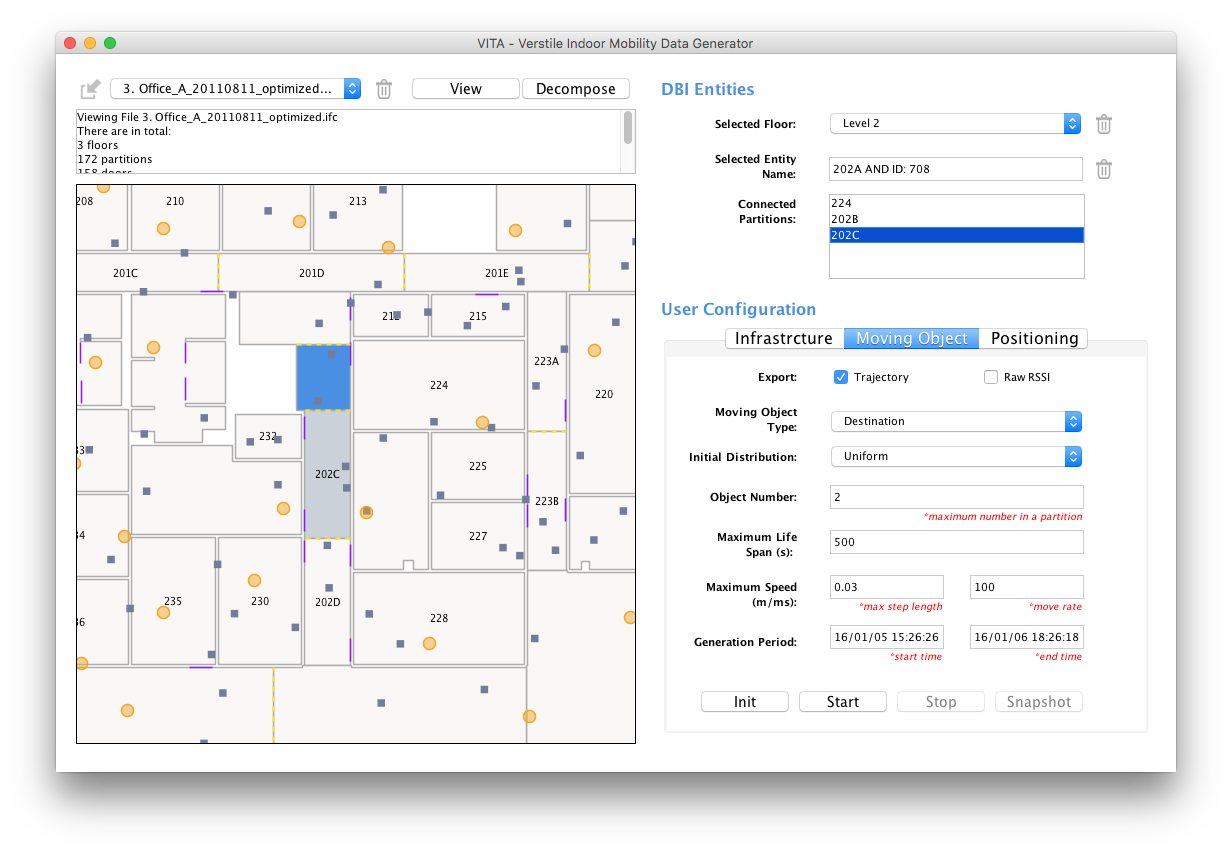 VITA - Verstile Indoor Mobility Data Generator
3. Office_A_20110811_optimized...
View
Decompose
Viewing File 3. Office_A_20110811_optimized.ifc
There are in total:
3 floors
172 partitions
158 doors
208
210
213
201C
201D
201E
212
215
223A
224
220
232
202C
225
223B
227
235
230
202D
228
DBI Entities
Selected Floor:
Level 2
Selected Entity
Name:
202A AND ID: 708
Connected
Partitions:
224
202B
202C
User Configuration
Infrastrcture
Moving Object
Positioning
Export:
Trajectory
Raw RSSI
Moving Object
Type:
Destination
Initial Distribution:
Uniform
Object Number:
2
*maximum number in a partition
Maximum Life
Span (s):
500
Maximum Speed
(m/ms):
0.03
100
*max step length
*move rate
Generation Period:
16/01/05 15:26:26
16/01/06 18:26:18
*start time
*end time
Init
Start
Stop
Snapshot